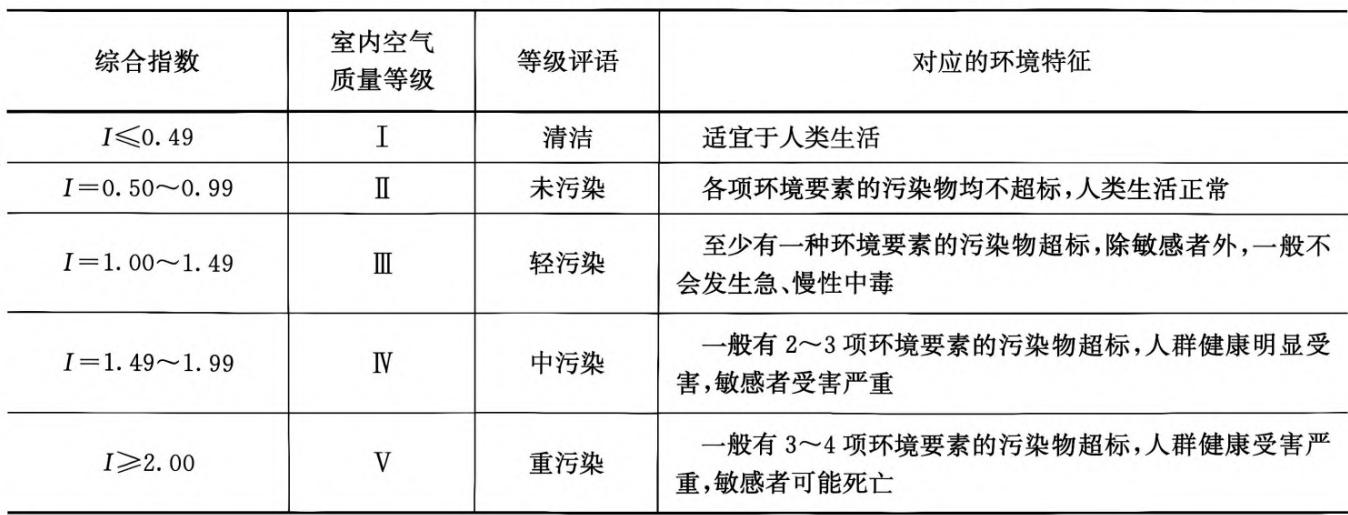 综合指数 室内空气质量等级 等级评语 对应的环境特征
I≤0.49 Ⅰ 清洁 适宜于人类生活
I=0.50～0.99 Ⅱ 未污染 各项环境要素的污染物均不超标,人类生活正常
I=1.00～1.49 Ⅲ 轻污染 至少有一种环境要素的污染物超标,除敏感者外,一般不
会发生急、慢性中毒
I=1.49～1.99 Ⅳ 中污染 一般有 2～3 项环境要素的污染物超标,人群健康明显受
害,敏感者受害严重
I≥2.00 Ⅴ 重污染 一般有 3～4 项环境要素的污染物超标,人群健康受害严
重,敏感者可能死亡